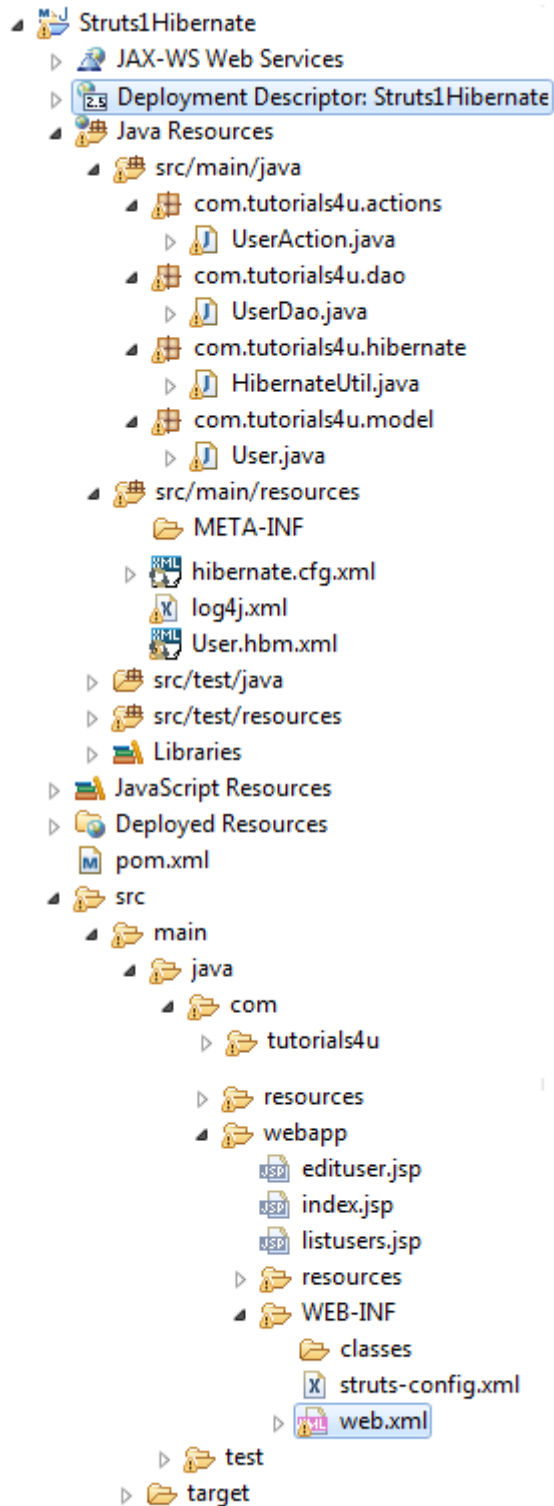 Struts1Hibernate
JAX-WS Web Services
2.5 Deployment Descriptor: Struts1Hibernate
Java Resources
src/main/java
com.tutorials4u.actions
UserAction.java
com.tutorials4u.dao
UserDao.java
com.tutorials4u.hibernate
HibernateUtil.java
com.tutorials4u.model
User.java
src/main/resources
META-INF
hibernate.cfg.xml
log4j.xml
User.hbm.xml
src/test/java
src/test/resources
Libraries
JavaScript Resources
Deployed Resources
pom.xml
src
main
java
com
tutorials4u
resources
webapp
edituser.jsp
index.jsp
listusers.jsp
resources
WEB-INF
classes
struts-config.xml
web.xml
test
target